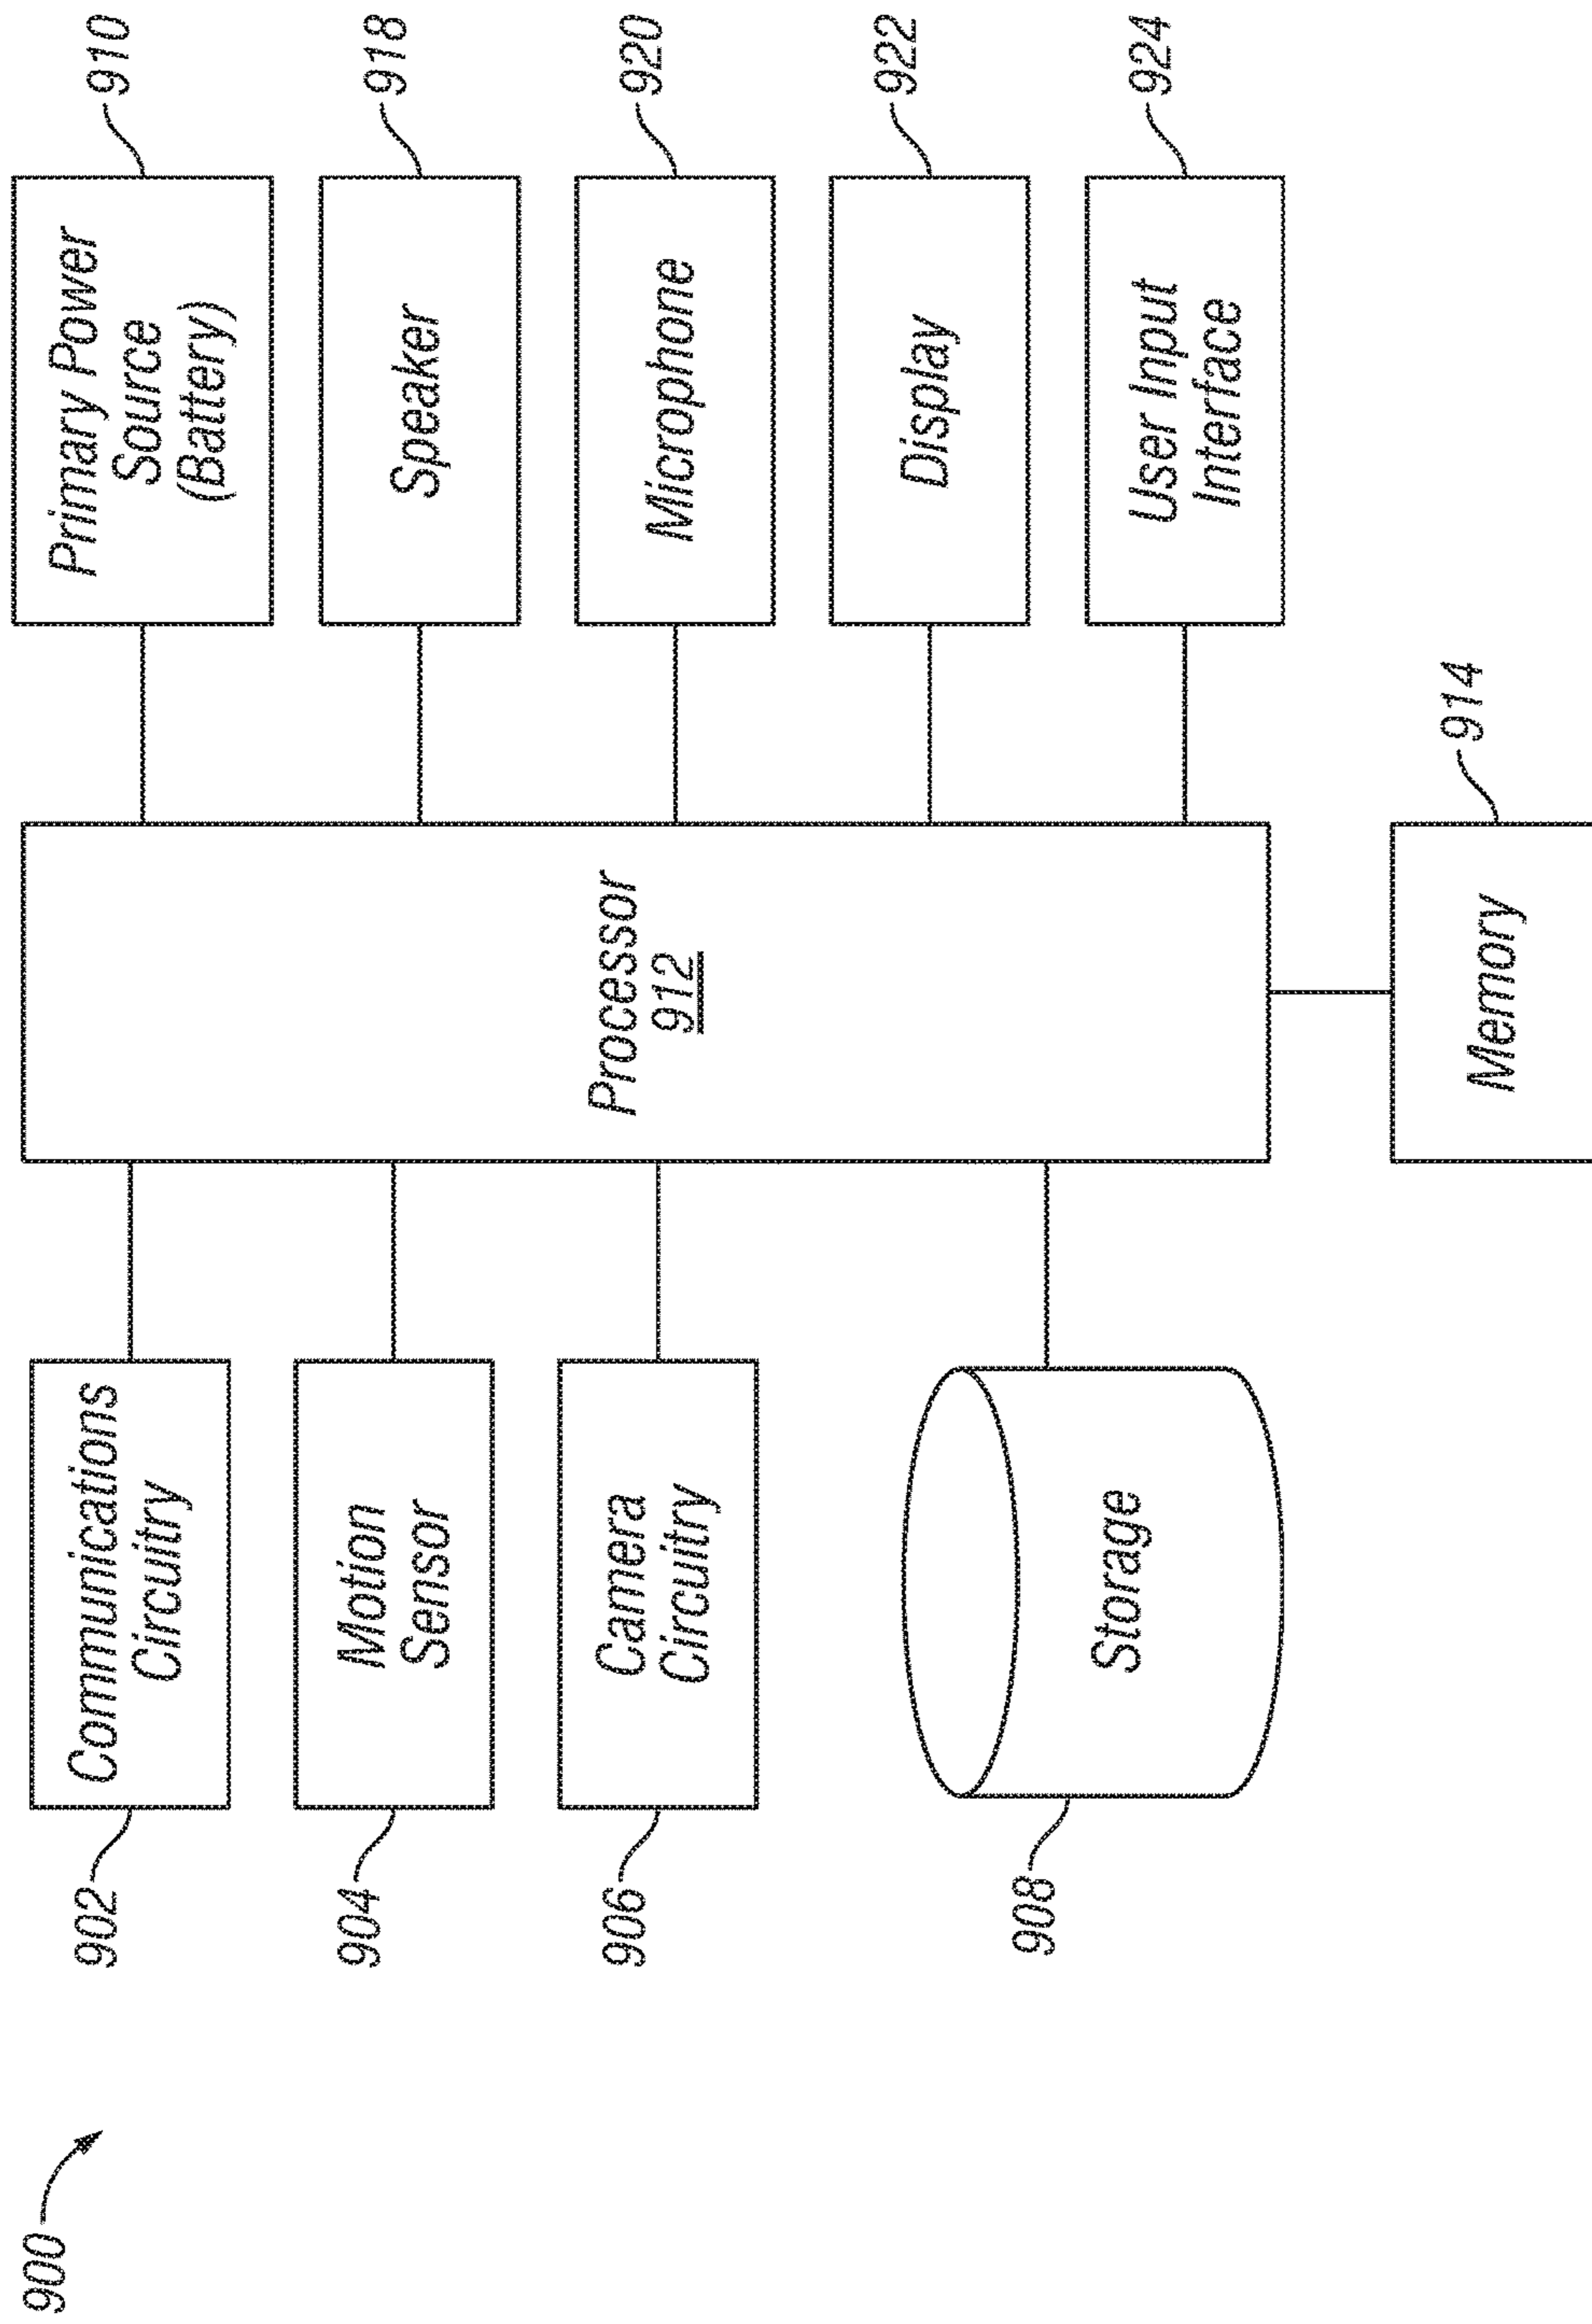 900
902
Communications
Circuitry
904
Motion
Sensor
906
Camera
Circuitry
908
Storage
Processor
912
Primary Power
Source
(Battery)
910
Speaker
918
Microphone
920
Display
922
User Input
Interface
924
Memory
914